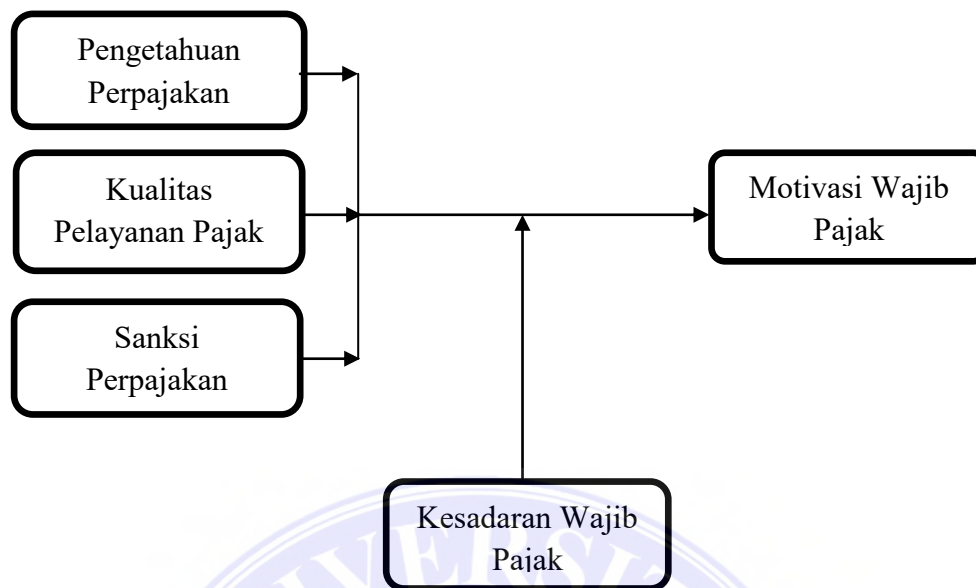 Pengetahuan
Perpajakan
Kualitas
Pelayanan Pajak
Motivasi Wajib
Pajak
Sanksi
Perpajakan
Kesadaran Wajib
Pajak